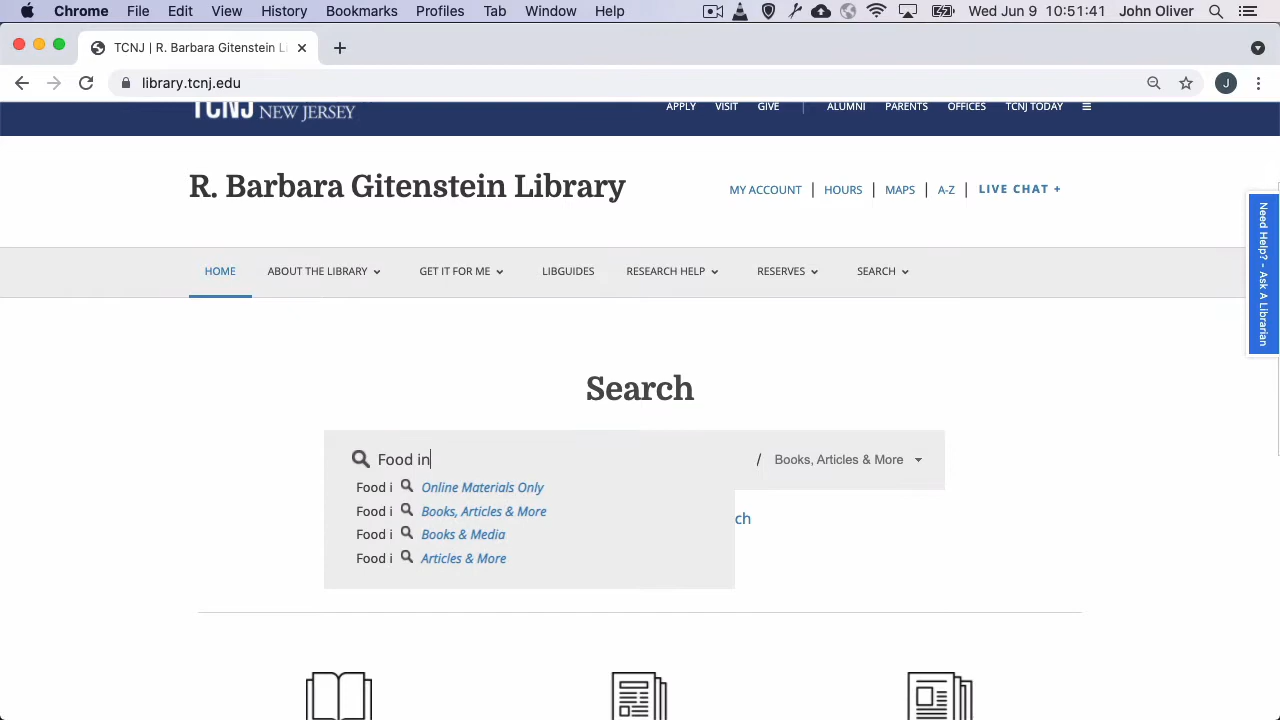 Chrome File Edit View History Bookmarks Profiles Tab Window Help Wed Jun 9 10:51:41 John Oliver
TCNJ | R. Barbara Gitenstein Li
library.tcnj.edu J
TCNJ NEW JERSEY APPLY VISIT GIVE | ALUMNI PARENTS OFFICES TCNJ TODAY
R. Barbara Gitenstein Library MY ACCOUNT | HOURS | MAPS | A-Z | LIVE CHAT +
HOME ABOUT THE LIBRARY GET IT FOR ME LIBGUIDES RESEARCH HELP RESERVES SEARCH
Need Help? - Ask A Librarian
Search
Food in / Books, Articles & More
Food i Online Materials Only
Food i Books, Articles & More
ch
Food i Books & Media
Food i Articles & More